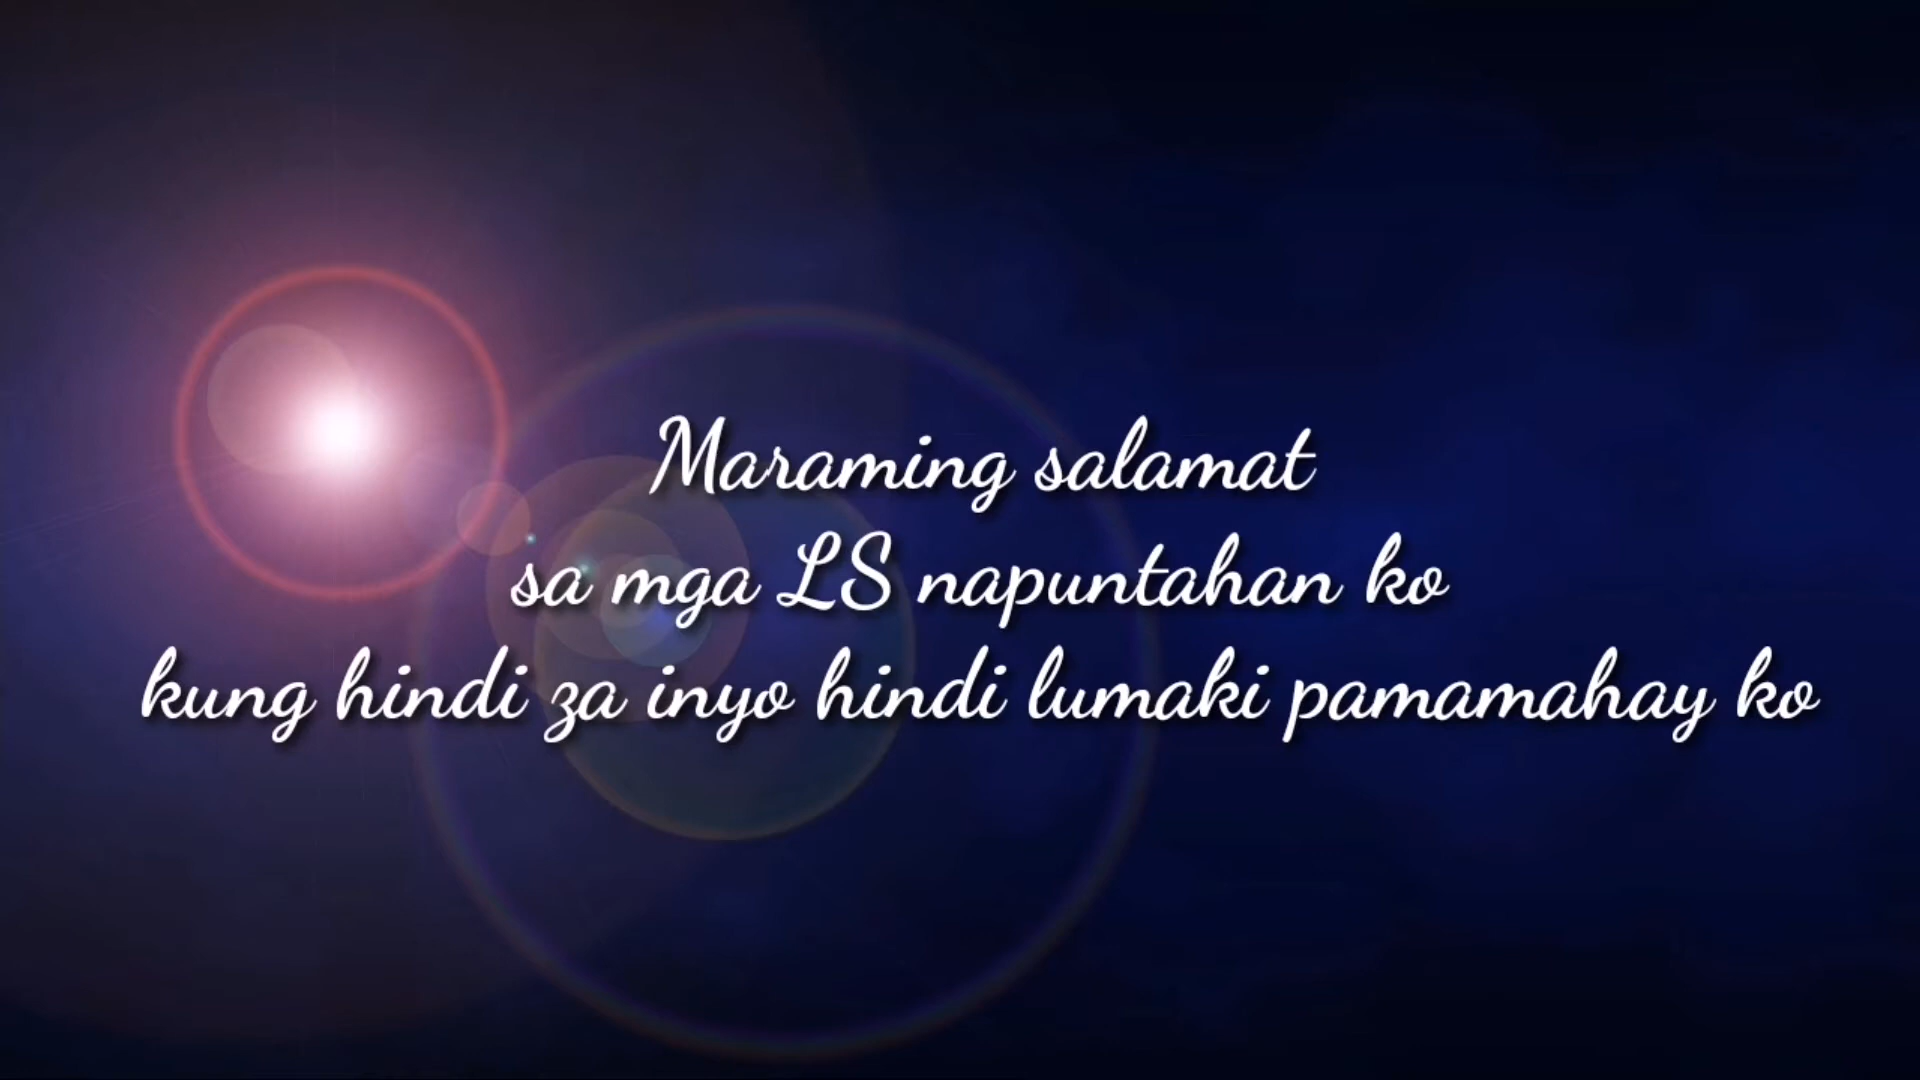 Maraming salamat
sa mga LS napuntahan ko
kung hindi za inyo hindi lumaki pamamahay ko